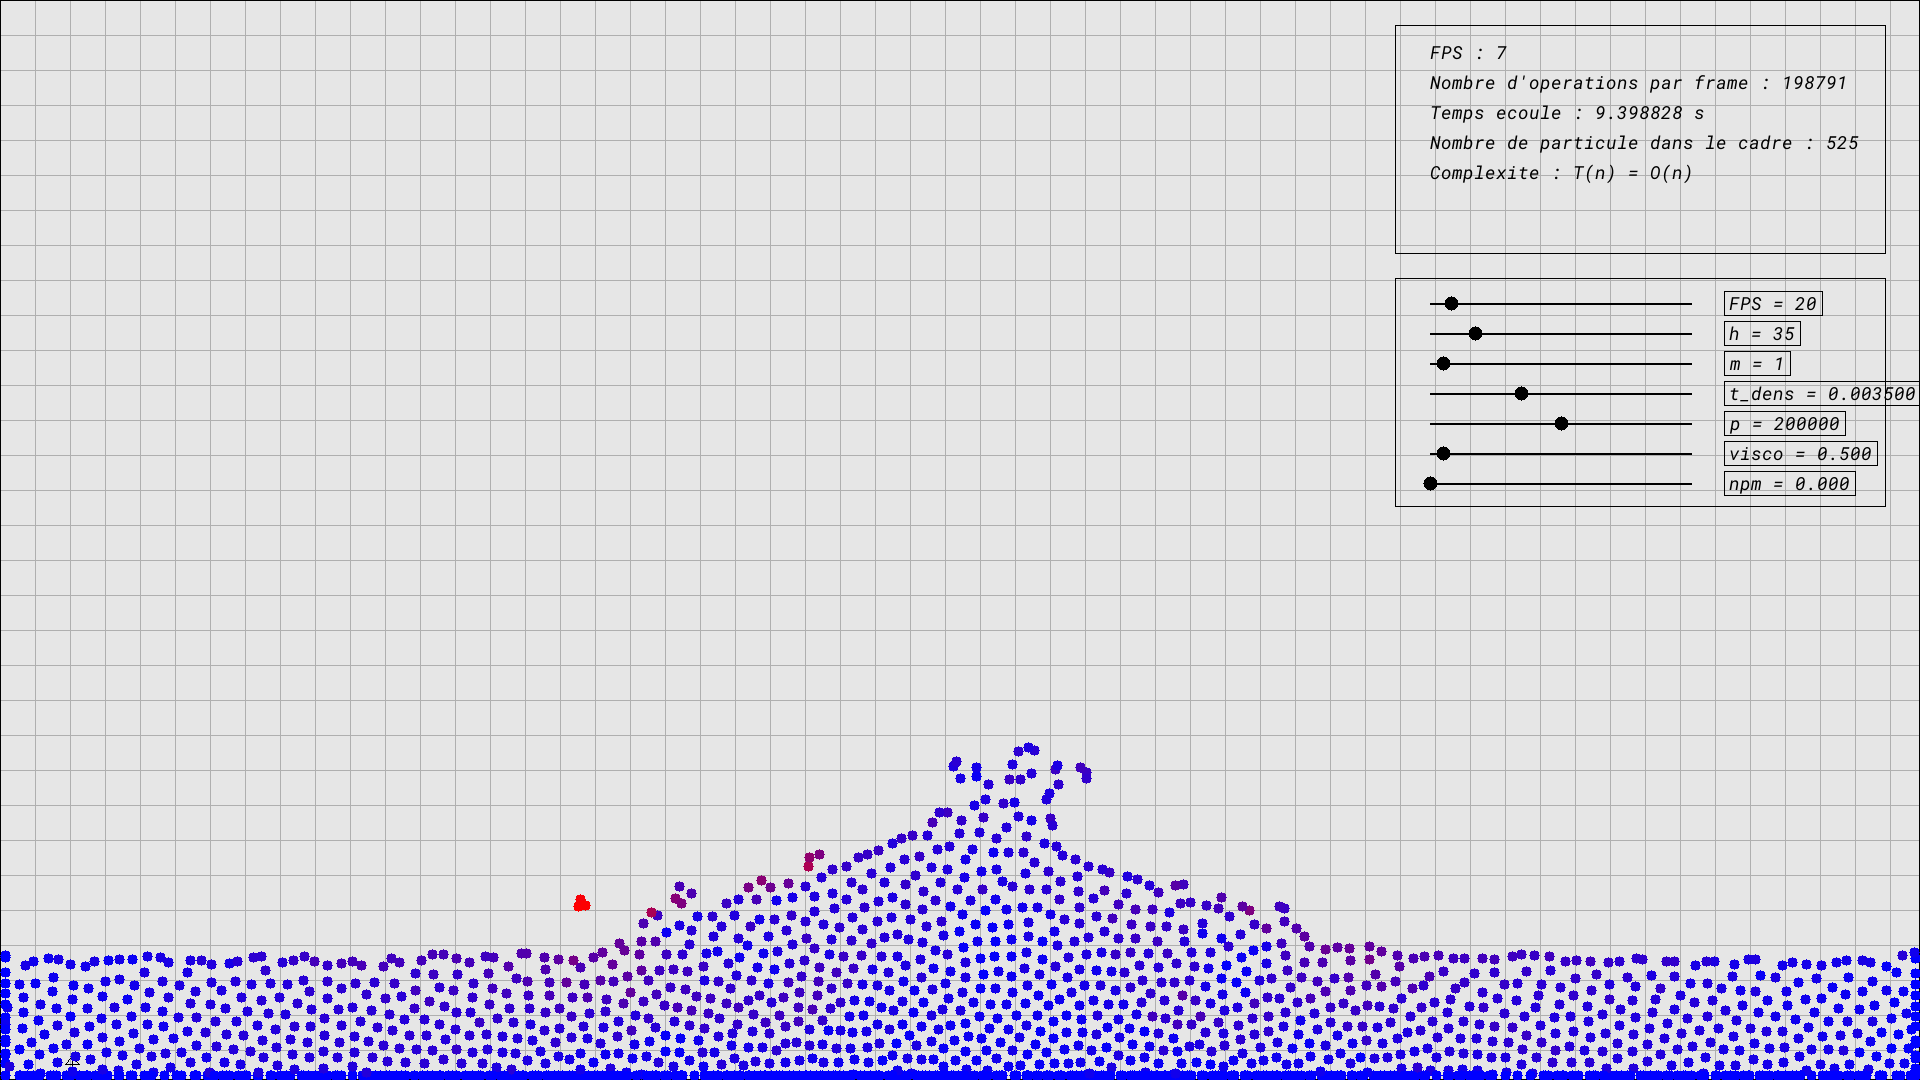 FPS : 7
Nombre d'operations par frame : 198791
Temps ecoule : 9.398828 s
Nombre de particule dans le cadre : 525
Complexite : T(n) = O(n)
FPS = 20
h = 35
m = 1
t_dens = 0.003500
p = 200000
visco = 0.500
npm = 0.000